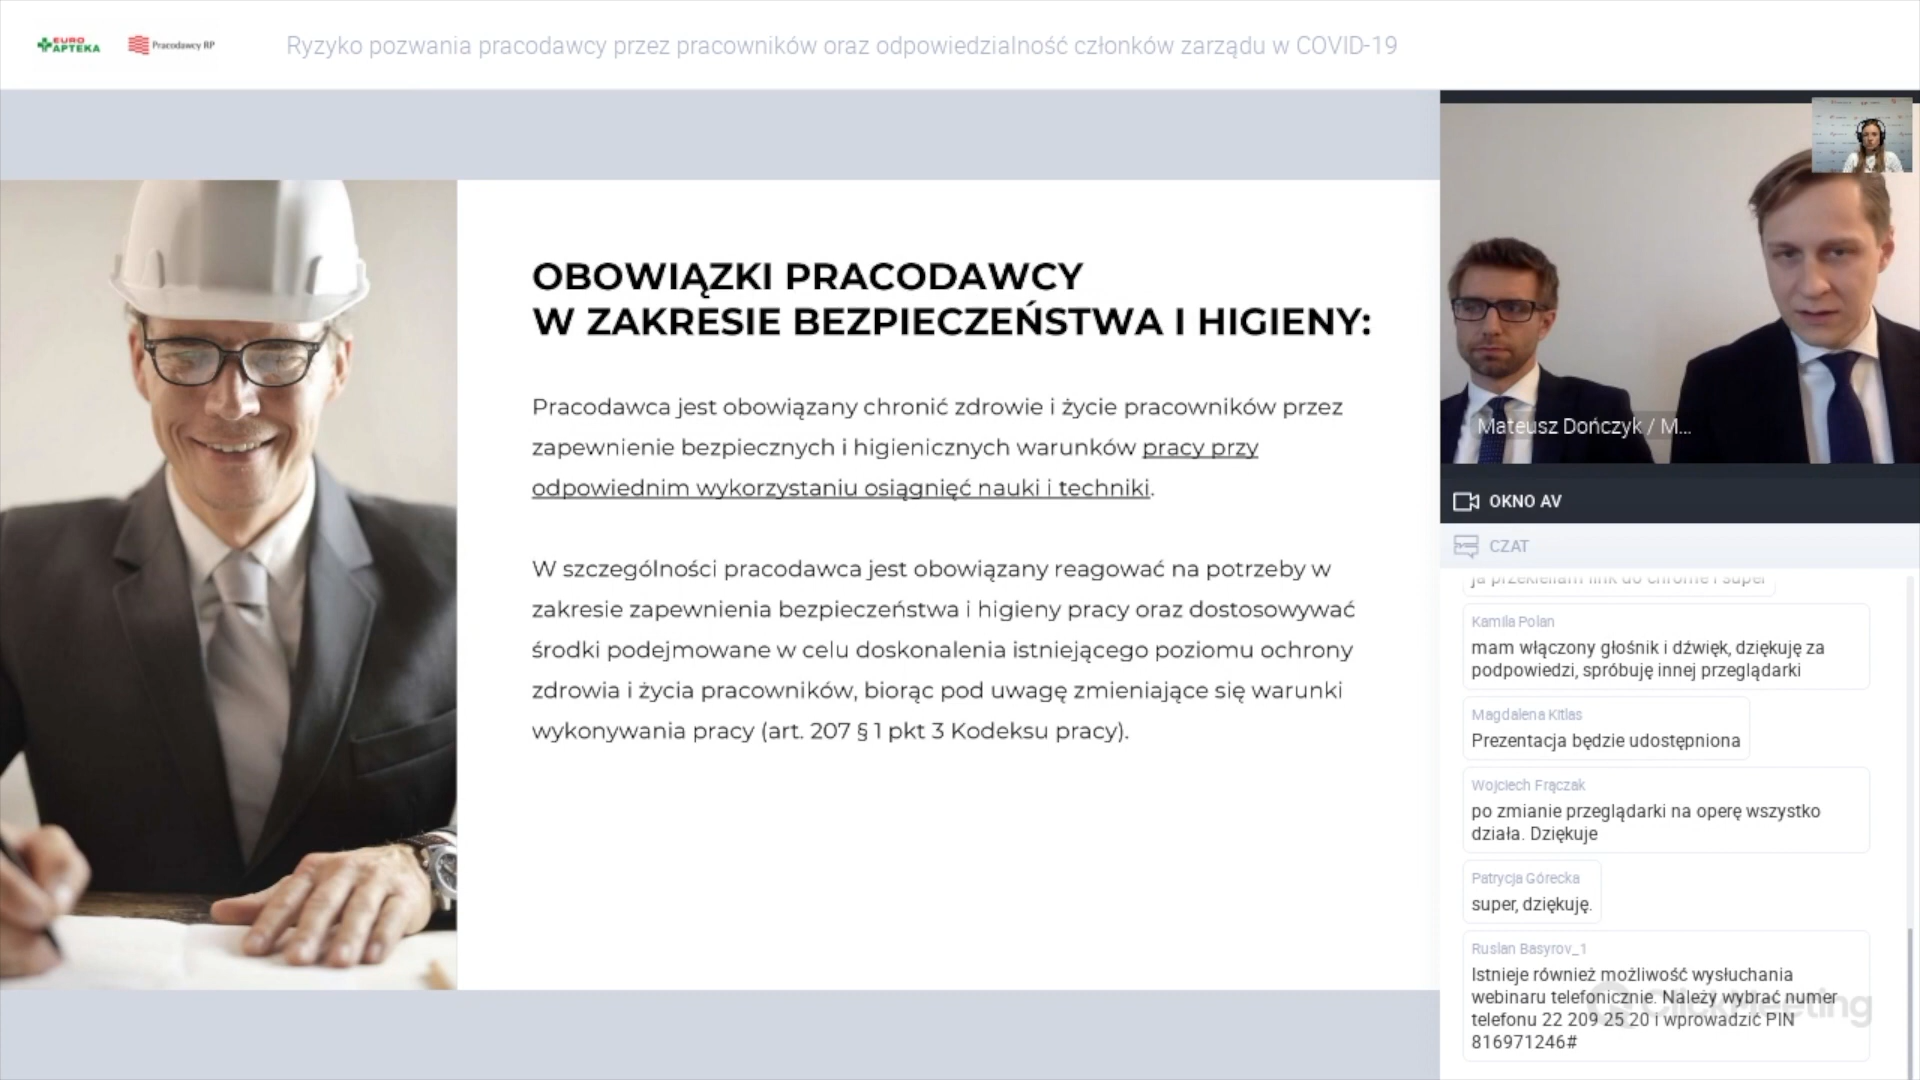 EURO
APTEKA
Pracodawcy RP
Ryzyko pozwania pracodawcy przez pracowników oraz odpowiedzialność członków zarządu w COVID-19
OBOWIĄZKI PRACODAWCY
W ZAKRESIE BEZPIECZEŃSTWA I HIGIENY:
Pracodawca jest obowiązany chronić zdrowie i życie pracowników przez
zapewnienie bezpiecznych i higienicznych warunków pracy przy
odpowiednim wykorzystaniu osiągnięć nauki i techniki.
W szczególności pracodawca jest obowiązany reagować na potrzeby w
zakresie zapewnienia bezpieczeństwa i higieny pracy oraz dostosowywać
środki podejmowane w celu doskonalenia istniejącego poziomu ochrony
zdrowia i życia pracowników, biorąc pod uwagę zmieniające się warunki
wykonywania pracy (art. 207 § 1 pkt 3 Kodeksu pracy).
Mateusz Dończyk / M...
OKNO AV
CZAT
ja przekleiłam link do chrome i super
Kamila Polan
mam włączony głośnik i dźwięk, dziękuję za
podpowiedzi, spróbuję innej przeglądarki
Magdalena Kitlas
Prezentacja będzie udostępniona
Wojciech Frączak
po zmianie przeglądarki na operę wszystko
działa. Dziękuje
Patrycja Górecka
super, dziękuję.
Ruslan Basyrov_1
Istnieje również możliwość wysłuchania
webinaru telefonicznie. Należy wybrać numer
telefonu 22 209 25 20 i wprowadzić PIN
816971246#
ClickMeeting